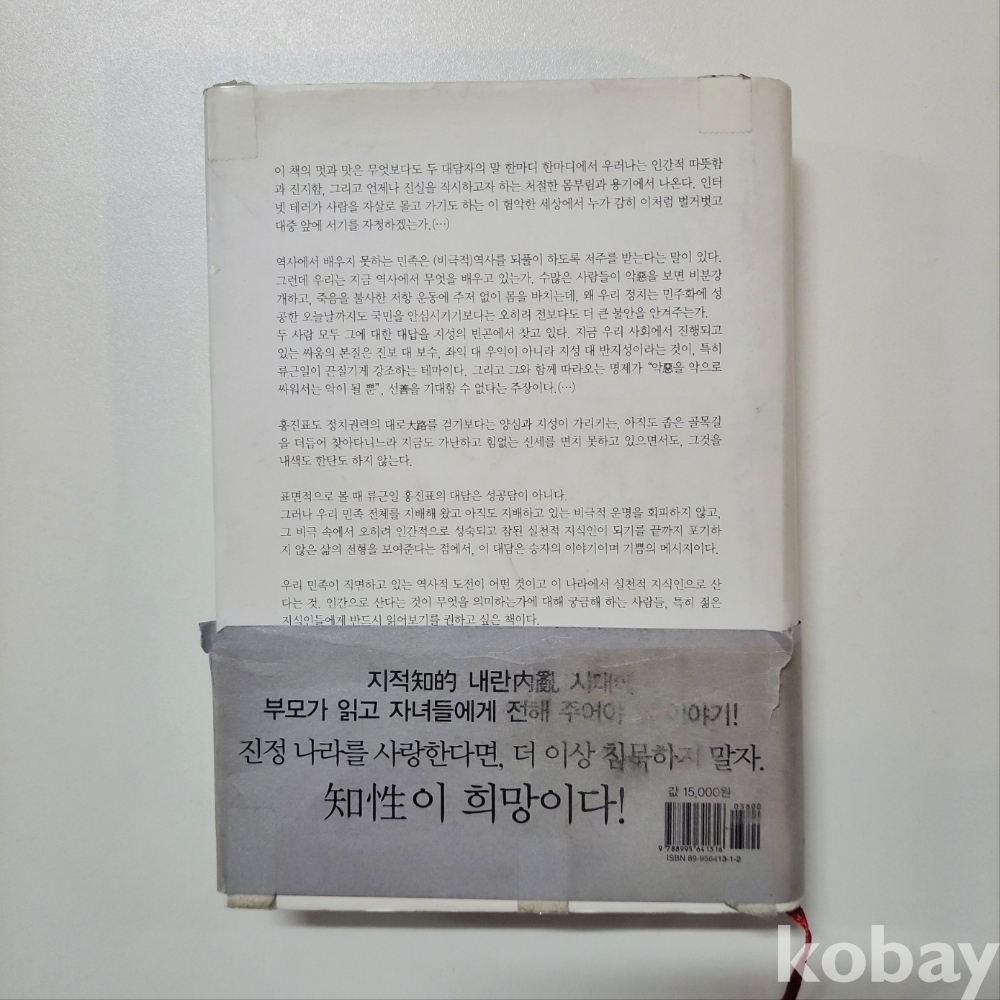 이 책의 멋과 맛은 무엇보다도 두 대담자의 말 한마디 한마디에서 우러나는 인간적 따뜻함
과 진지함, 그리고 언제나 진실을 직시하고자 하는 처절한 몸부림과 용기에서 나온다. 인터
넷 테러가 사람을 자살로 몰고 가기도 하는 이 험악한 세상에서 누가 감히 이처럼 벌거벗고
대중 앞에 서기를 자청하겠는가.(…)
역사에서 배우지 못하는 민족은 (비극적)역사를 되풀이 하도록 저주를 받는다는 말이 있다.
그런데 우리는 지금 역사에서 무엇을 배우고 있는가. 수많은 사람들이 악惡을 보면 비분강
개하고, 죽음을 불사한 저항 운동에 주저 없이 몸을 바치는데, 왜 우리 정치는 민주화에 성
공한 오늘날까지도 국민을 안심시키기보다는 오히려 전보다도 더 큰 불안을 안겨주는가.
두 사람 모두 그에 대한 대답을 지성의 빈곤에서 찾고 있다. 지금 우리 사회에서 진행되고
있는 싸움의 본질은 진보 대 보수, 좌익 대 우익이 아니라 지성 대 반지성이라는 것이, 특히
류근일이 끈질기게 강조하는 테마이다. 그리고 그와 함께 따라오는 명제가 "악惡을 악으로
싸워서는 악이 될 뿐", 선善을 기대할 수 없다는 주장이다.(…)
홍진표도 정치권력의 대로大路를 걷기보다는 양심과 지성이 가리키는, 아직도 좁은 골목길
을 더듬어 찾아다니느라 지금도 가난하고 힘없는 신세를 면치 못하고 있으면서도, 그것을
내색도 한탄도 하지 않는다.
표면적으로 볼 때 류근일 홍진표의 대담은 성공담이 아니다.
그러나 우리 민족 전체를 지배해 왔고 아직도 지배하고 있는 비극적 운명을 회피하지 않고,
그 비극 속에서 오히려 인간적으로 성숙되고 참된 실천적 지식인이 되기를 끝까지 포기하
지 않은 삶의 전형을 보여준다는 점에서, 이 대담은 승자의 이야기이며 기쁨의 메시지이다.
우리 민족이 직면하고 있는 역사적 도전이 어떤 것이고 이 나라에서 실천적 지식인으로 산
다는 것, 인간으로 산다는 것이 무엇을 의미하는가에 대해 궁금해 하는 사람들, 특히 젊은
지식인들에게 반드시 읽어보기를 권하고 싶은 책이다.
지적知的 내란內亂 시대에
부모가 읽고 자녀들에게 전해 주어야 이야기!
진정 나라를 사랑한다면, 더 이상 침묵하지 말자.
知性이 희망이다!
값 15,000원
03800
9 788995 641316
ISBN 89-956413-1-2
kobay